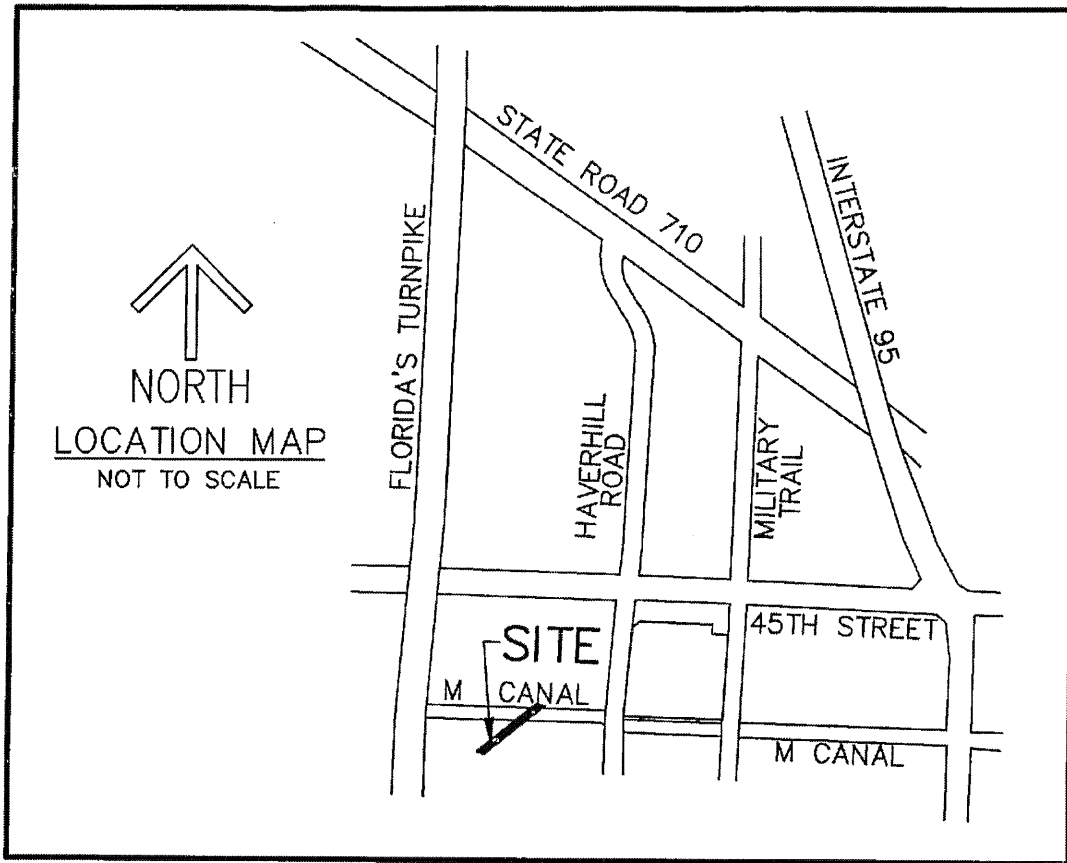 STATE ROAD 710
INTERSTATE 95
FLORIDA'S TURNPIKE
NORTH
LOCATION MAP
NOT TO SCALE
HAVERHILL
ROAD
MILITARY
TRAIL
45TH STREET
SITE
M CANAL
M CANAL